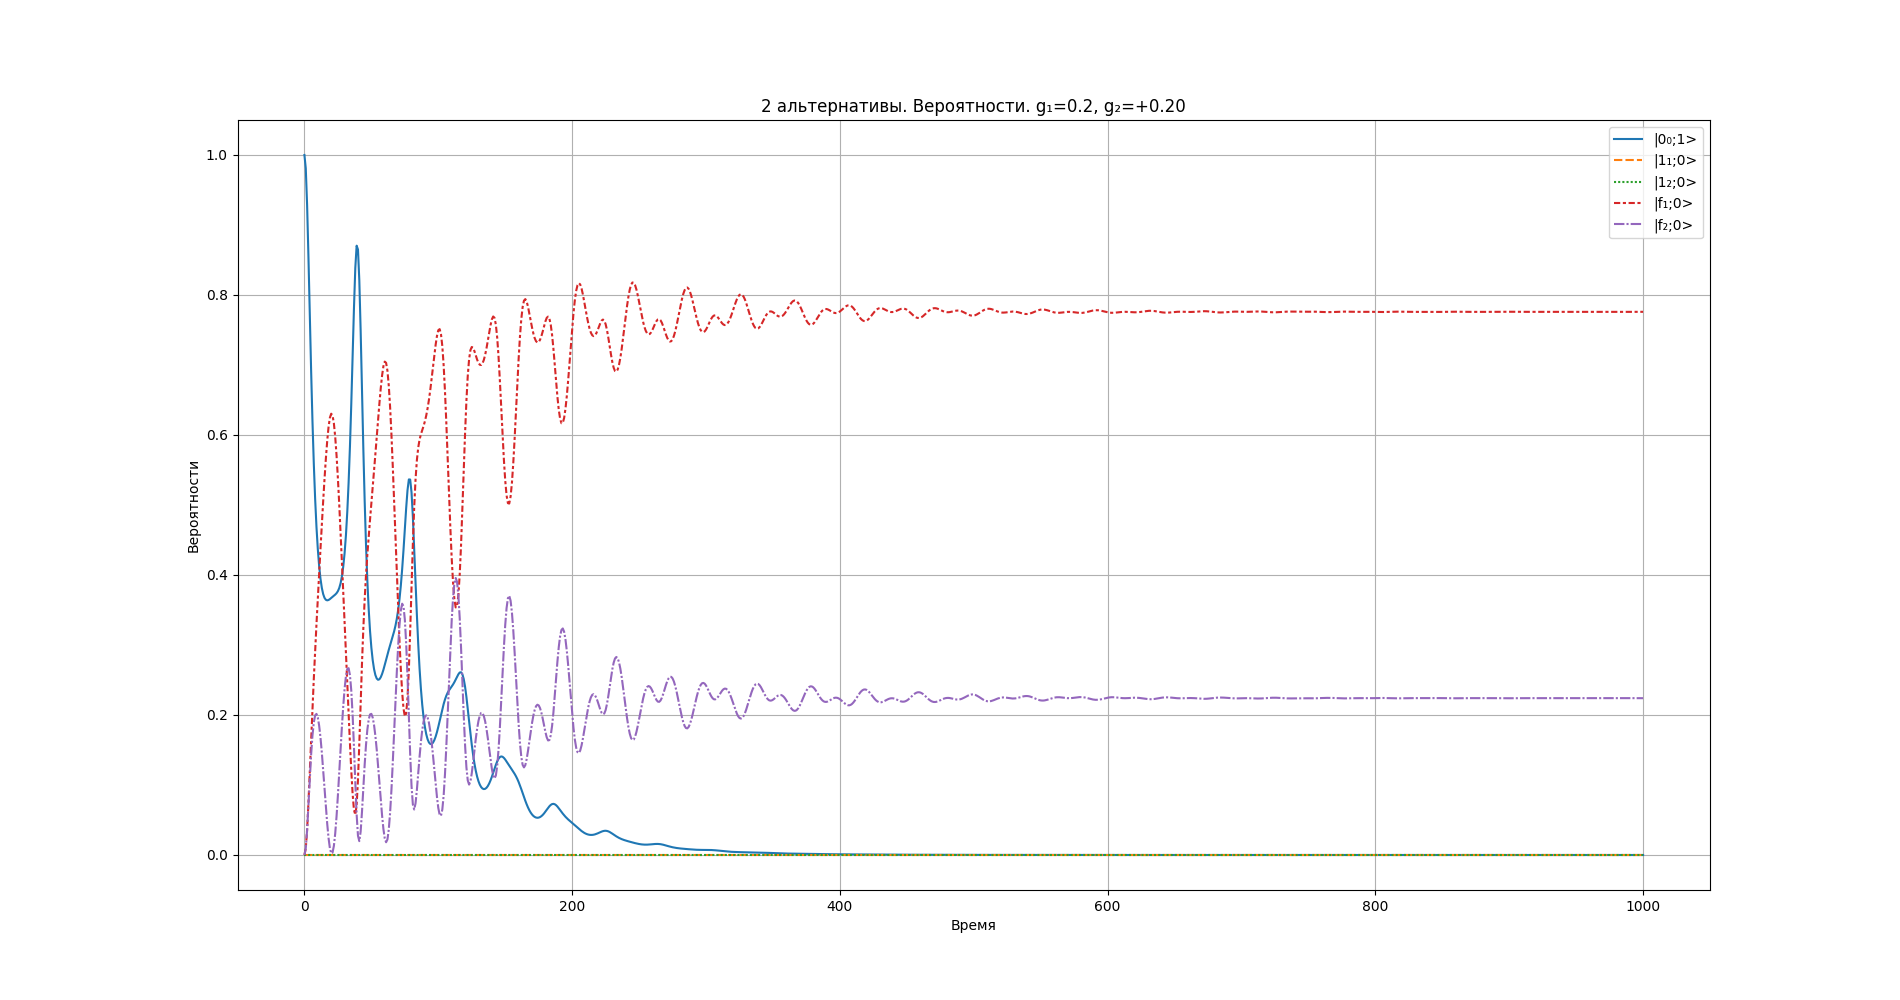 2 альтернативы. Вероятности. g₁=0.2, g₂=+0.20
|0₀;1>
|1₁;0>
|1₂;0>
|f₁;0>
|f₂;0>
1.0
0.8
0.6
0.4
0.2
0.0
Вероятности
0 200 400 600 800 1000
Время